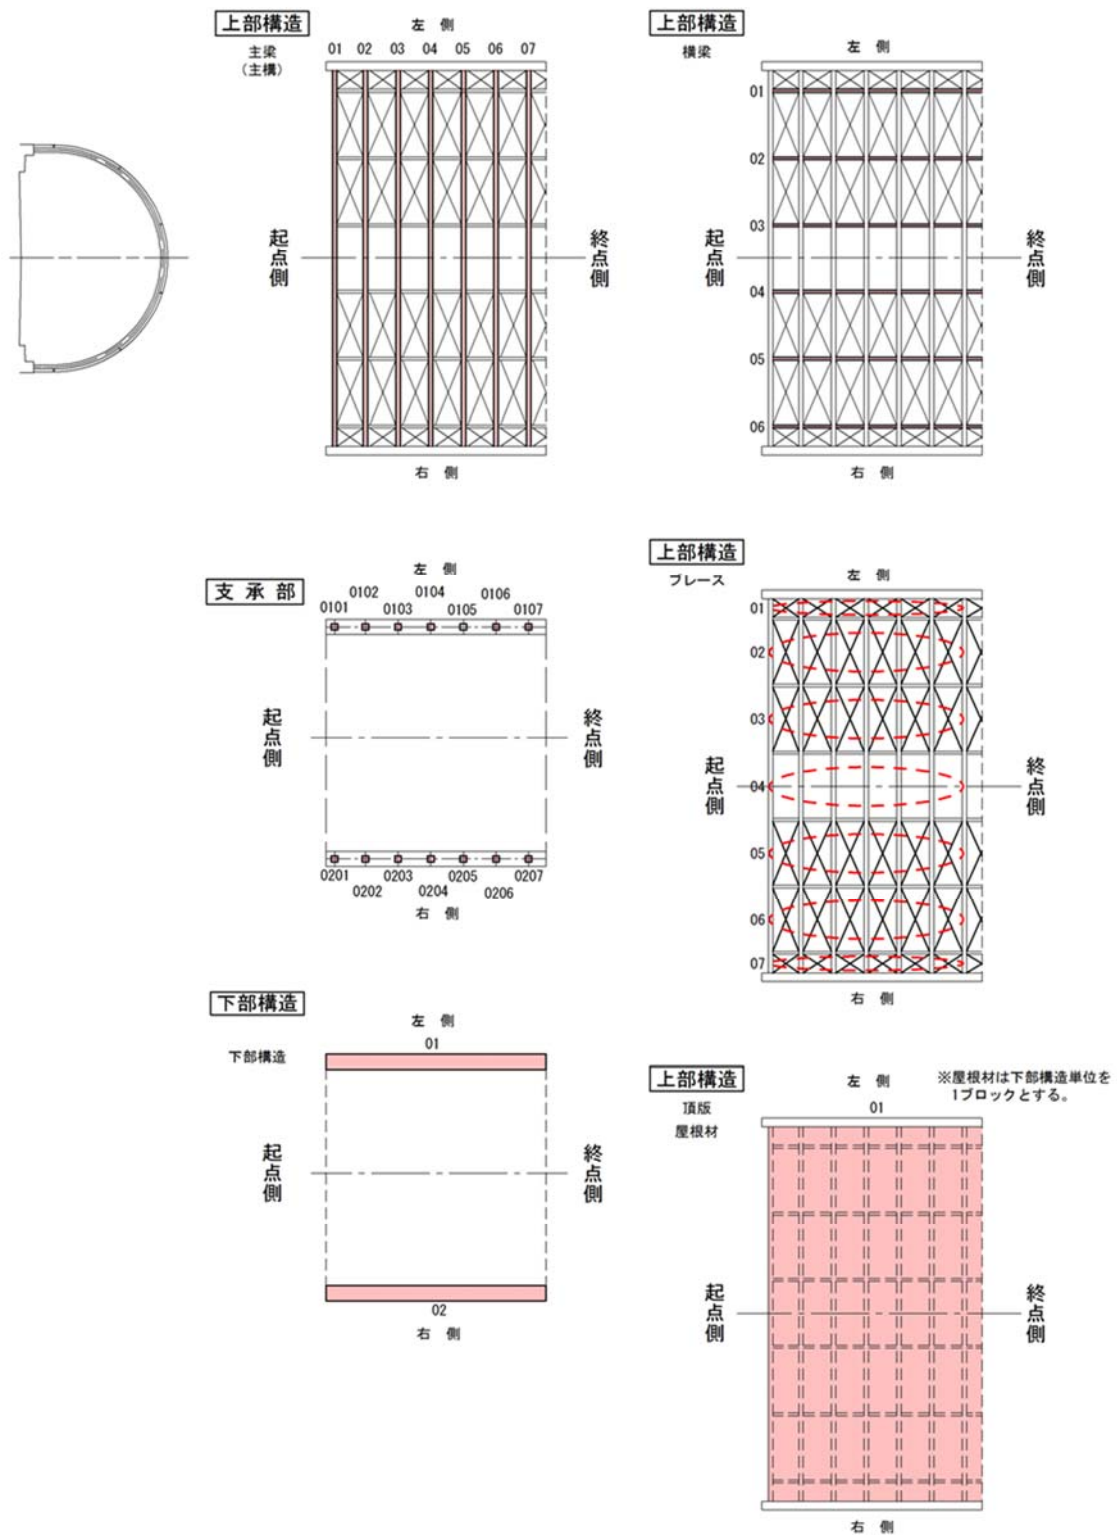 上部構造
左 側
主梁
(主構)
01 02 03 04 05 06 07
起点側
終点側
右 側
上部構造
左 側
横梁
01
02
03
起点側
終点側
04
05
06
右 側
支 承 部
左 側
0102 0104 0106
0101 0103 0105 0107
起点側
終点側
0201 0203 0205 0207
0202 0204 0206
右 側
上部構造
左 側
ブレース
01
02
03
起点側
04
終点側
05
06
07
右 側
下部構造
左 側
下部構造
01
起点側
終点側
02
右 側
上部構造
左 側
※屋根材は下部構造単位を
1ブロックとする。
頂版
01
屋根材
起点側
終点側
右 側